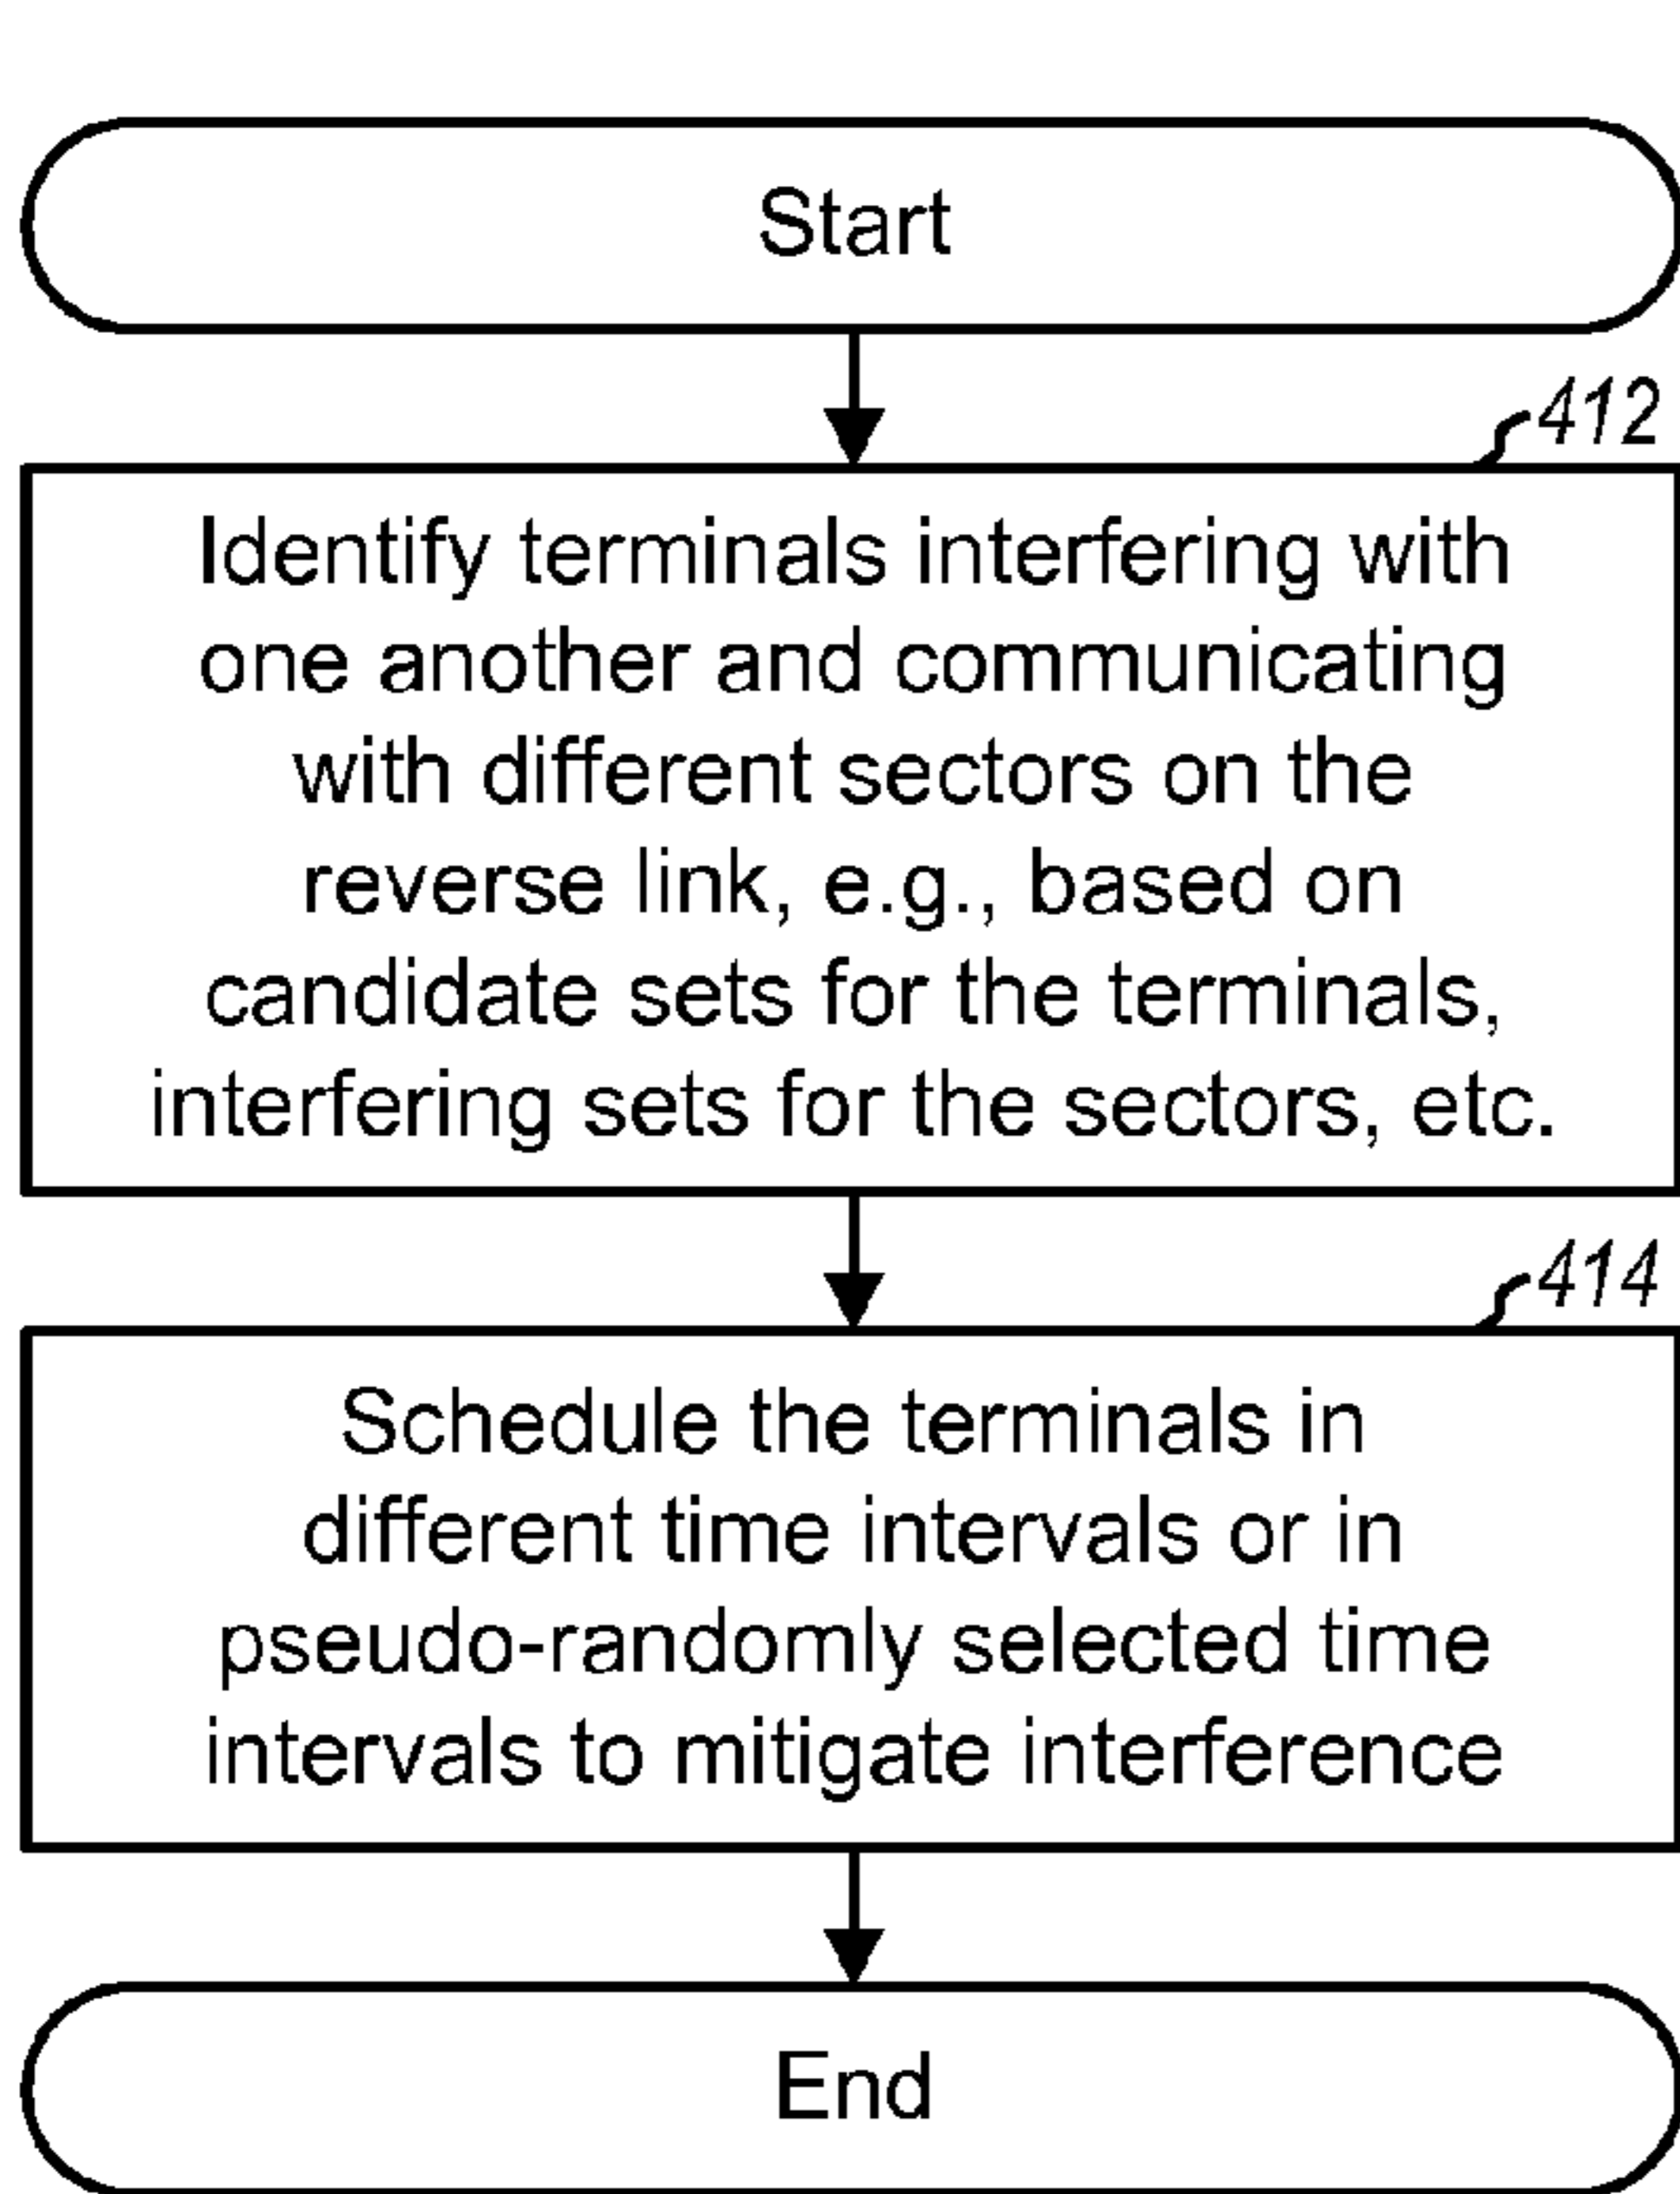 Start
412
Identify terminals interfering with
one another and communicating
with different sectors on the
reverse link, e.g., based on
candidate sets for the terminals,
interfering sets for the sectors, etc.
414
Schedule the terminals in
different time intervals or in
pseudo-randomly selected time
intervals to mitigate interference
End